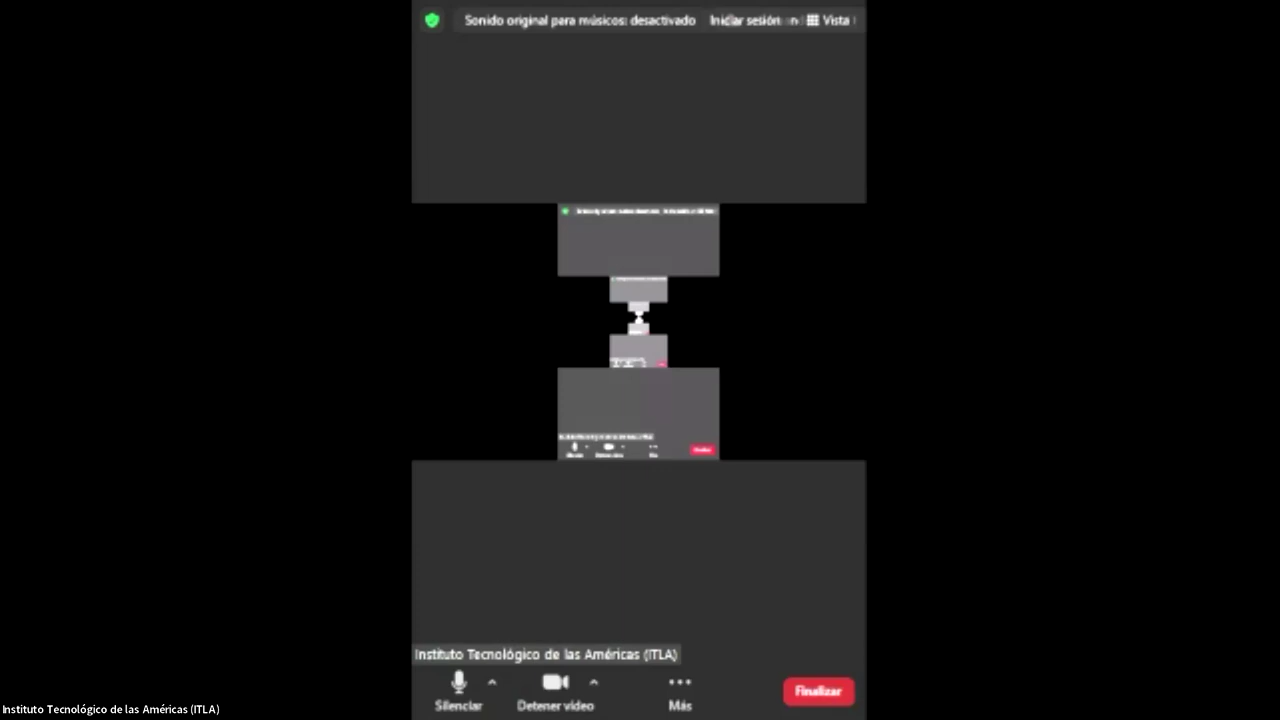 Sonido original para músicos: desactivado
Iniciar sesión
Vista
Instituto Tecnológico de las Américas (ITLA)
Silenciar
Detener video
Más
Finalizar
Instituto Tecnológico de las Américas (ITLA)